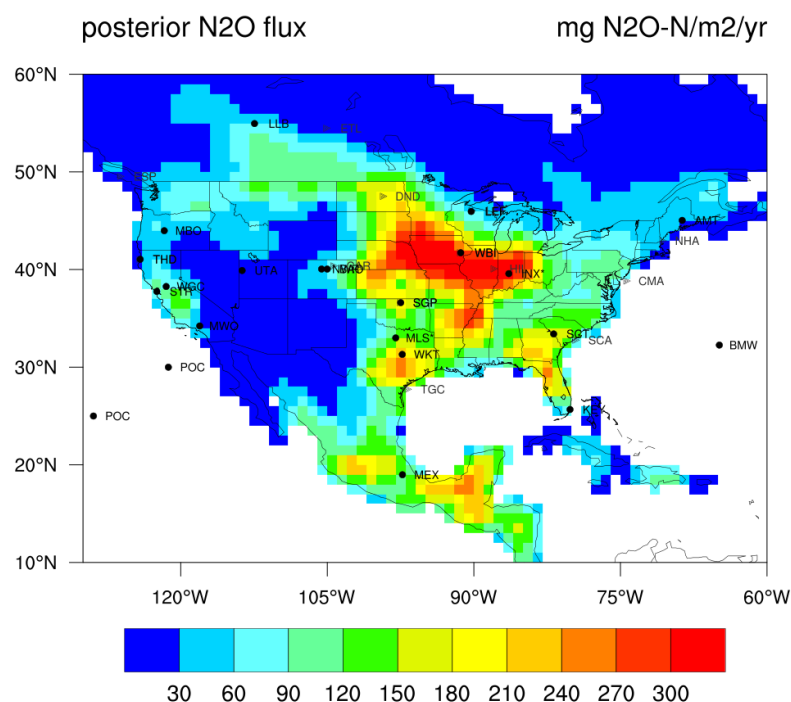 posterior N2O flux mg N2O-N/m2/yr
60°N
LLB
ETL
50°N
ESP
DND
LEF
MBO
AMT
NHA
THD
WBI
40°N
UTA
INX*
WGC
STR
CMA
SGP
MWO
MLS*
SCT
SCA
BMW
WKT
30°N
POC
TGC
POC
20°N
MEX
10°N
120°W 105°W 90°W 75°W 60°W
30 60 90 120 150 180 210 240 270 300